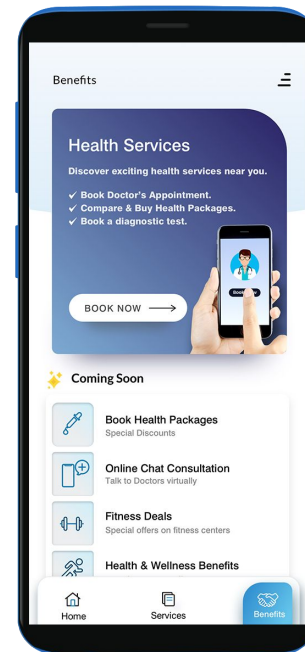 Benefits
Health Services
Discover exciting health services near you.
✓ Book Doctor's Appointment.
✓ Compare & Buy Health Packages.
✓ Book a diagnostic test.
Book Now
BOOK NOW
Coming Soon
Book Health Packages
Special Discounts
Online Chat Consultation
Talk to Doctors virtually
Fitness Deals
Special offers on fitness centers
Health & Wellness Benefits
Home
Services
Benefits